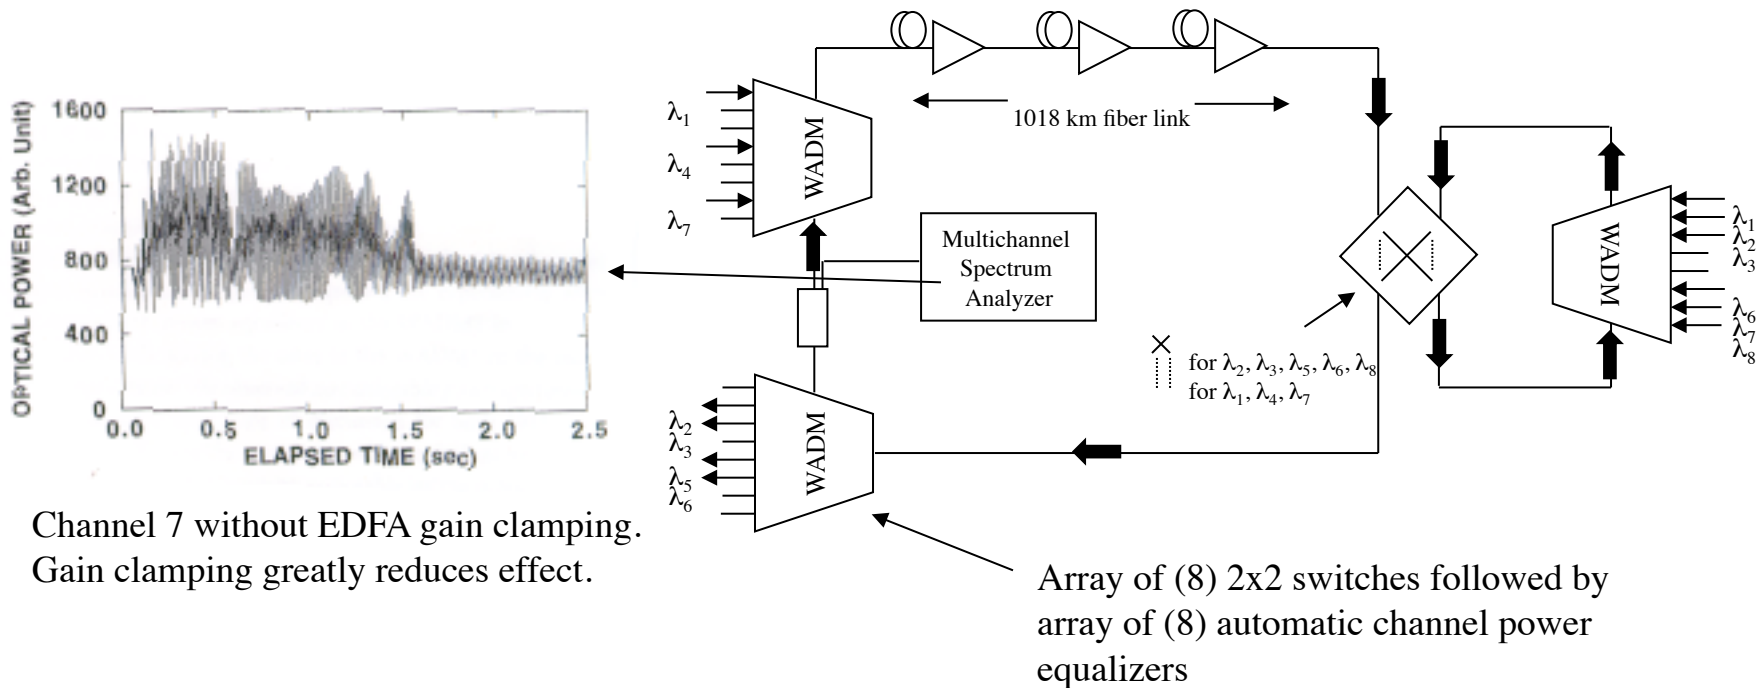 1600
1200
800
400
0
0.0 0.5 1.0 1.5 2.0 2.5
OPTICAL POWER (Arb. Unit)
ELAPSED TIME (sec)
Channel 7 without EDFA gain clamping.
Gain clamping greatly reduces effect.
λ1
λ4
λ7
WADM
1018 km fiber link
Multichannel
Spectrum
Analyzer
λ2
λ3
λ5
λ6
WADM
for λ2, λ3, λ5, λ6, λ8
for λ1, λ4, λ7
WADM
λ1
λ2
λ3
λ6
λ7
λ8
Array of (8) 2x2 switches followed by
array of (8) automatic channel power
equalizers